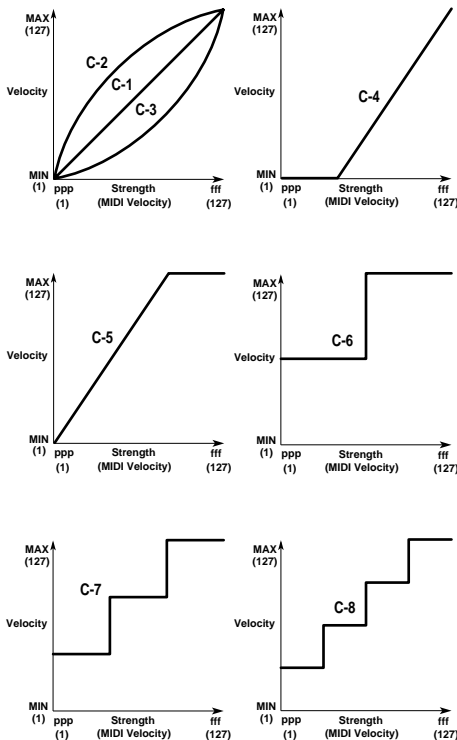 MAX
(127)
C-2
C-1
Velocity
C-3
MIN
(1)
ppp
(1)
Strength
(MIDI Velocity)
fff
(127)
MAX
(127)
Velocity
C-4
MIN
(1)
ppp
(1)
Strength
(MIDI Velocity)
fff
(127)
MAX
(127)
Velocity
C-5
MIN
(1)
ppp
(1)
Strength
(MIDI Velocity)
fff
(127)
MAX
(127)
Velocity
C-6
MIN
(1)
ppp
(1)
Strength
(MIDI Velocity)
fff
(127)
MAX
(127)
C-7
Velocity
MIN
(1)
ppp
(1)
Strength
(MIDI Velocity)
fff
(127)
MAX
(127)
Velocity
C-8
MIN
(1)
ppp
(1)
Strength
(MIDI Velocity)
fff
(127)